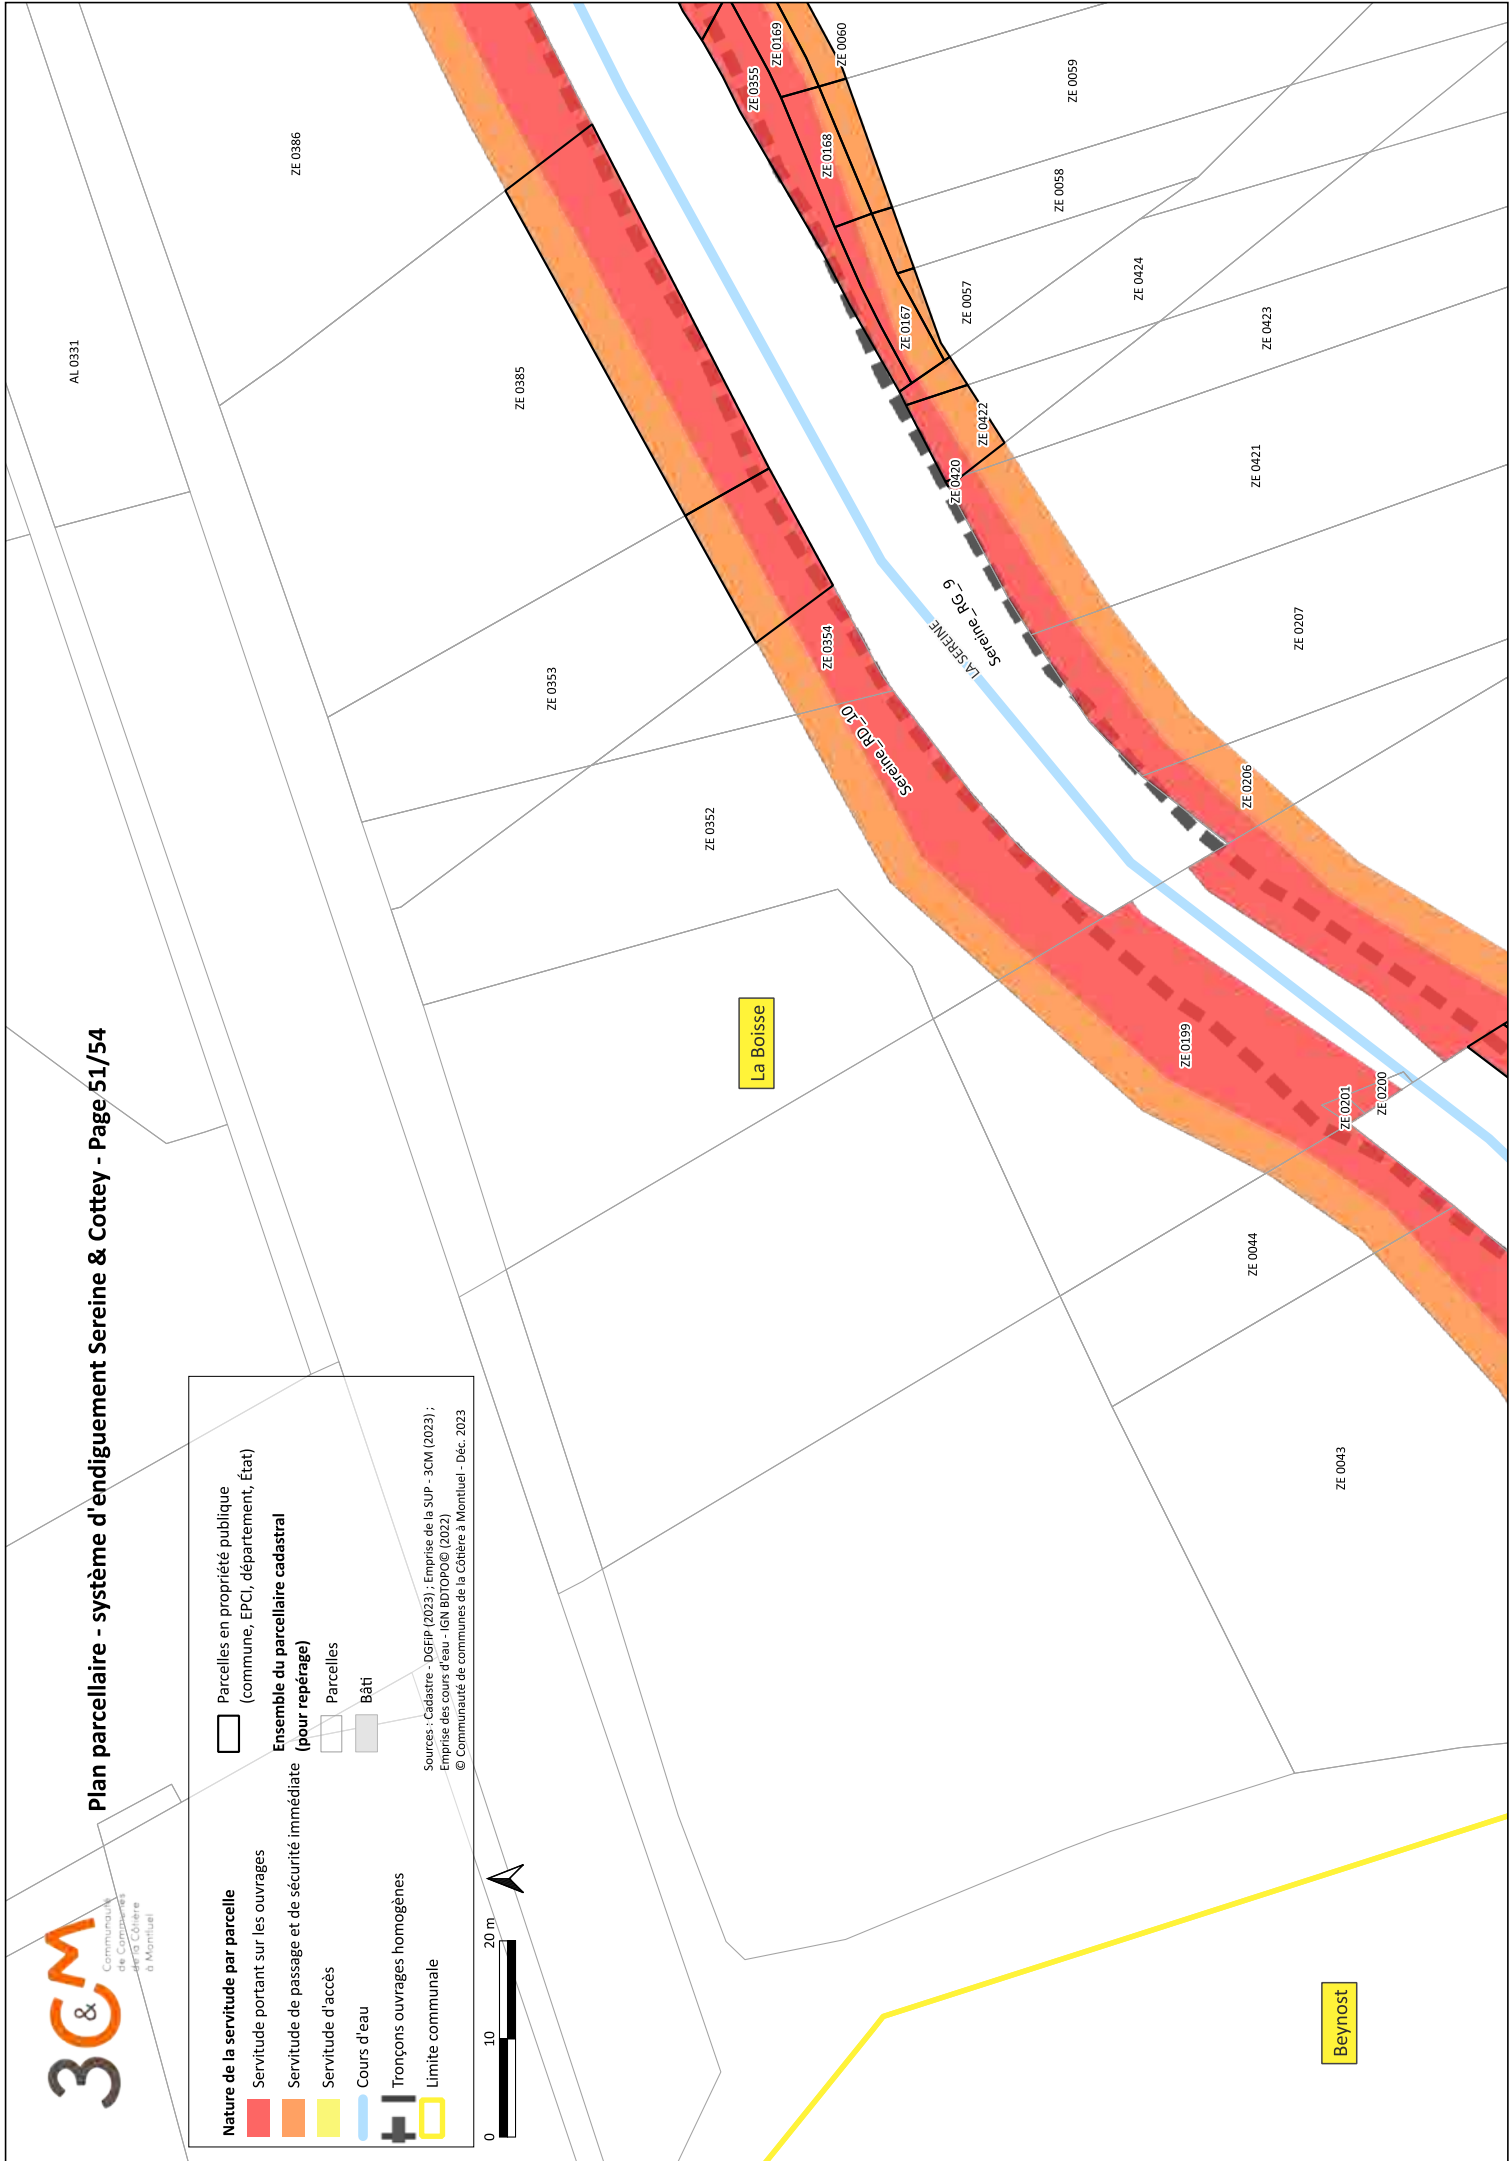 3C&M
Communauté
de Communes
de la Côtière
à Montluel
Plan parcellaire - système d'endiguement Sereine & Cottey - Page 51/54
Nature de la servitude par parcelle
Servitude portant sur les ouvrages
Servitude de passage et de sécurité immédiate
Servitude d'accès
Cours d'eau
Tronçons ouvrages homogènes
Limite communale
Parcelles en propriété publique
(commune, EPCI, département, État)
Ensemble du parcellaire cadastral
(pour repérage)
Parcelles
Bâti
Sources : Cadastre - DGFiP (2023) ; Emprise de la SUP - 3CM (2023) ;
Emprise des cours d'eau - IGN BDTOPO© (2022)
© Communauté de communes de la Côtière à Montluel - Déc. 2023
0 10 20 m
AL 0331
ZE 0386
ZE 0385
ZE 0353
ZE 0352
ZE 0354
Sereine_RD_10
La Boisse
LA SEREINE
Sereine_RG_9
ZE 0355
ZE 0169
ZE 0060
ZE 0168
ZE 0059
ZE 0058
ZE 0167
ZE 0057
ZE 0424
ZE 0423
ZE 0422
ZE 0420
ZE 0421
ZE 0207
ZE 0206
ZE 0199
ZE 0201
ZE 0200
ZE 0044
ZE 0043
Beynost